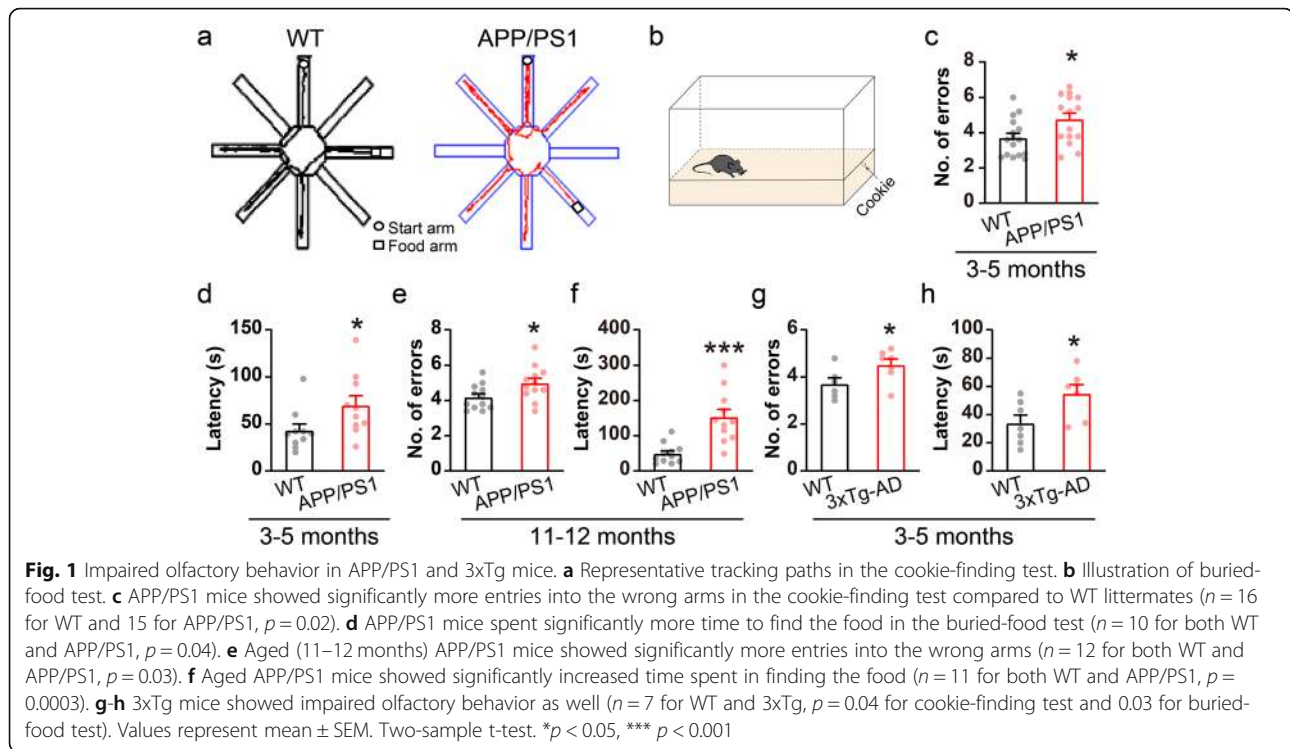 a
WT
APP/PS1
Start arm
Food arm
b
Cookie
c
No. of errors
8
6
4
2
0
*
WT
APP/PS1
3-5 months
d
Latency (s)
150
100
50
0
*
WT
APP/PS1
3-5 months
e
No. of errors
8
6
4
2
0
*
WT
APP/PS1
f
Latency (s)
400
300
200
100
0
***
WT
APP/PS1
11-12 months
g
No. of errors
6
4
2
0
*
WT
3xTg-AD
h
Latency (s)
100
80
60
40
20
0
*
WT
3xTg-AD
3-5 months
Fig. 1 Impaired olfactory behavior in APP/PS1 and 3xTg mice. a Representative tracking paths in the cookie-finding test. b Illustration of buried-
food test. c APP/PS1 mice showed significantly more entries into the wrong arms in the cookie-finding test compared to WT littermates (n = 16
for WT and 15 for APP/PS1, p = 0.02). d APP/PS1 mice spent significantly more time to find the food in the buried-food test (n = 10 for both WT
and APP/PS1, p = 0.04). e Aged (11–12 months) APP/PS1 mice showed significantly more entries into the wrong arms (n = 12 for both WT and
APP/PS1, p = 0.03). f Aged APP/PS1 mice showed significantly increased time spent in finding the food (n = 11 for both WT and APP/PS1, p =
0.0003). g-h 3xTg mice showed impaired olfactory behavior as well (n = 7 for WT and 3xTg, p = 0.04 for cookie-finding test and 0.03 for buried-
food test). Values represent mean ± SEM. Two-sample t-test. *p < 0.05, *** p < 0.001